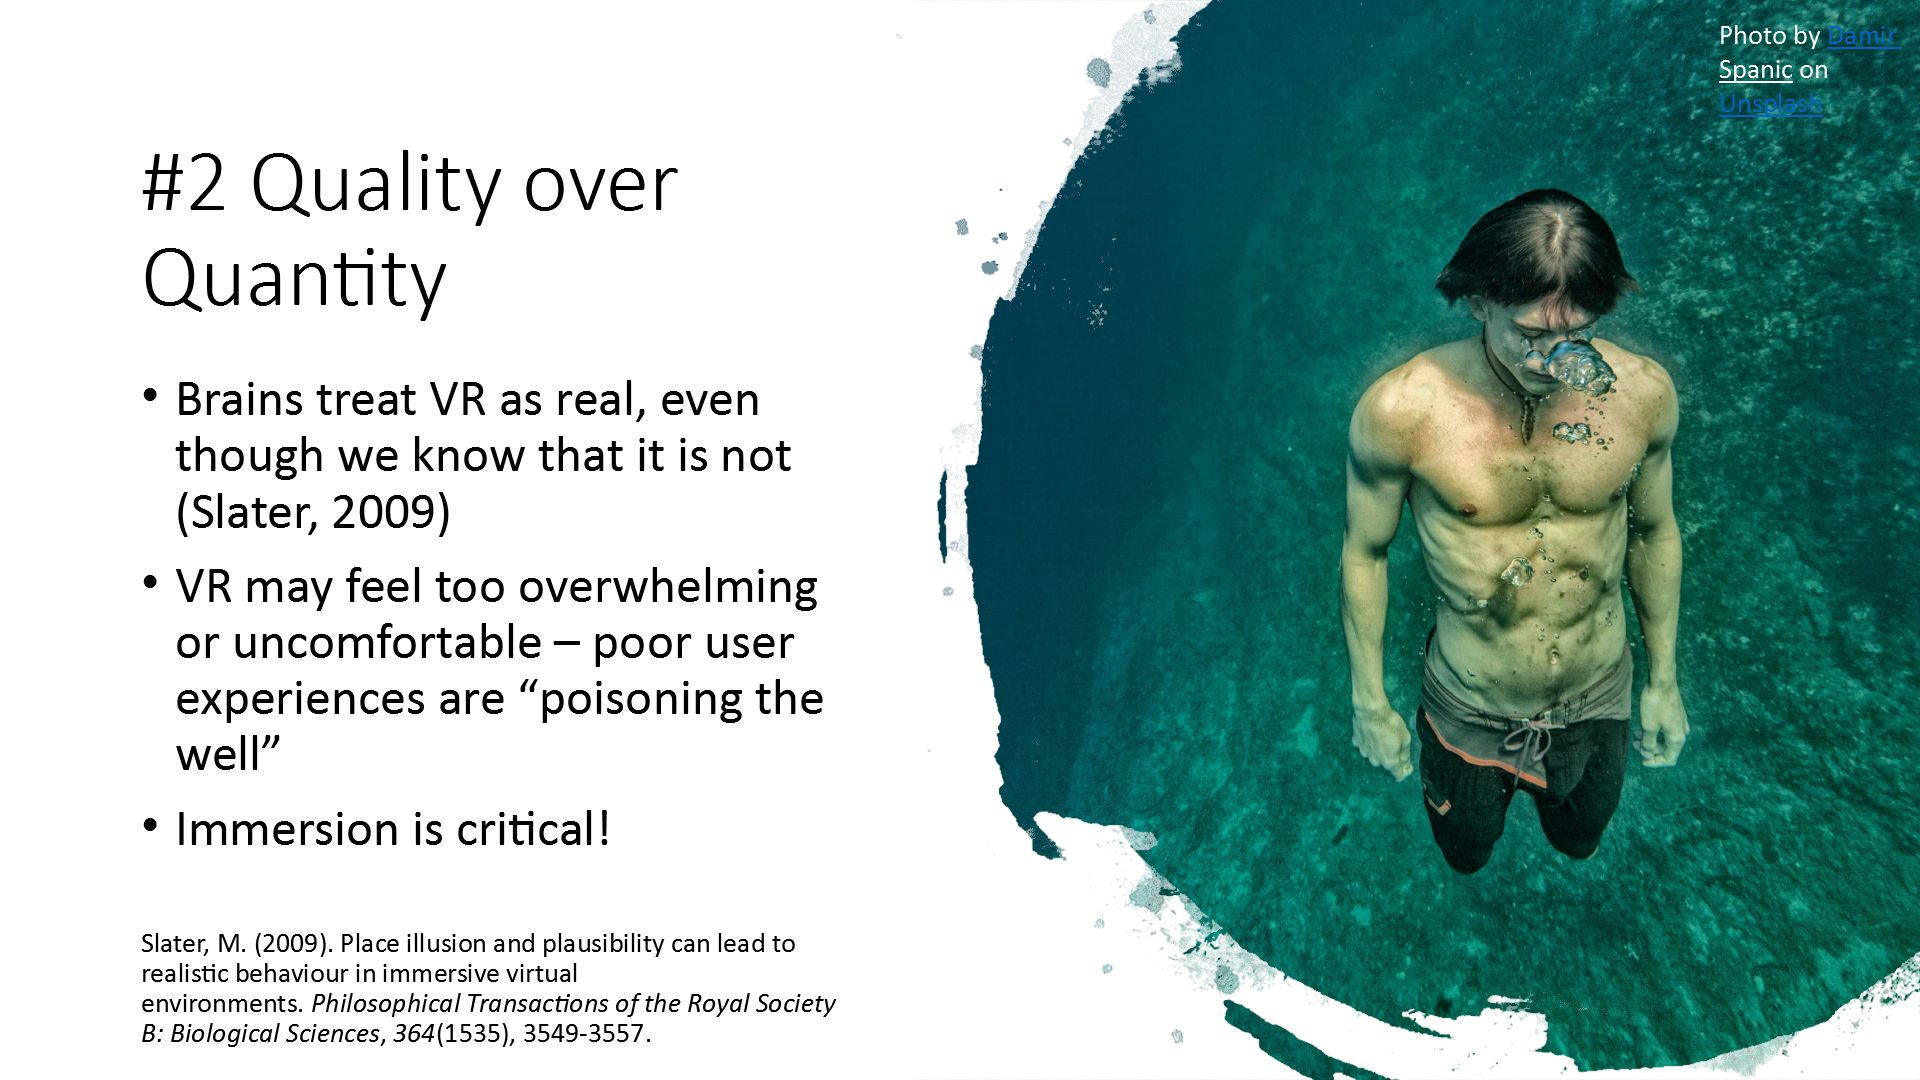 #2 Quality over
Quantity
• Brains treat VR as real, even
though we know that it is not
(Slater, 2009)
• VR may feel too overwhelming
or uncomfortable – poor user
experiences are “poisoning the
well”
• Immersion is critical!
Slater, M. (2009). Place illusion and plausibility can lead to
realistic behaviour in immersive virtual
environments. Philosophical Transactions of the Royal Society
B: Biological Sciences, 364(1535), 3549-3557.
Photo by Damir
Spanic on
Unsplash